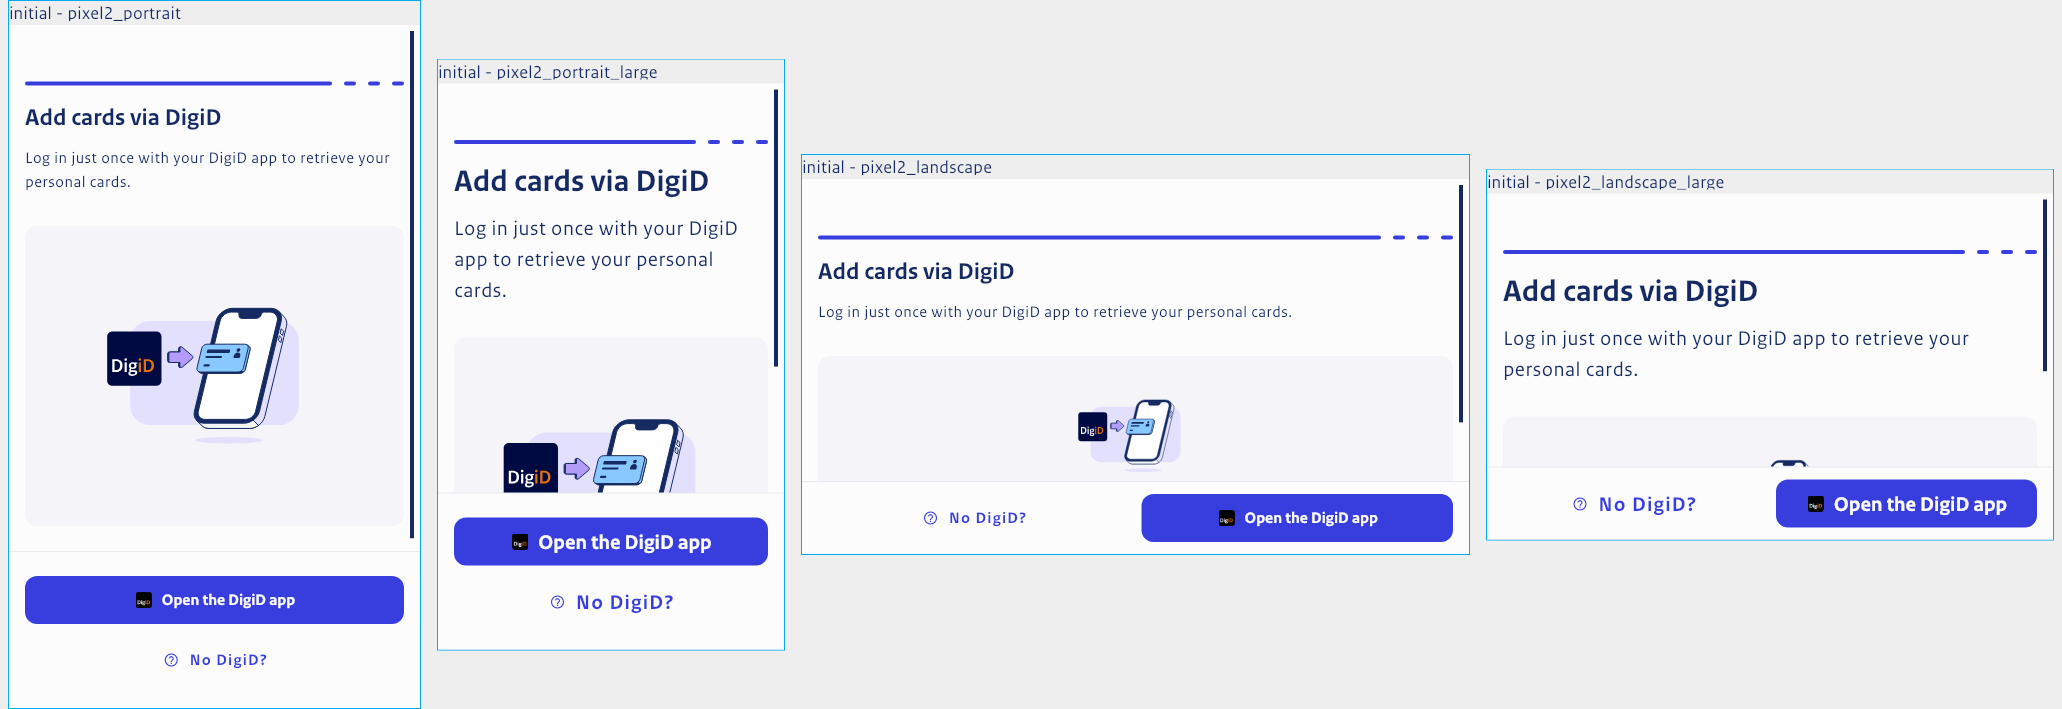 initial - pixel2_portrait
Add cards via DigiD
Log in just once with your DigiD app to retrieve your
personal cards.
DigiD
DigiD
Open the DigiD app
No DigiD?
initial - pixel2_portrait_large
Add cards via DigiD
Log in just once with your DigiD
app to retrieve your personal
cards.
DigiD
DigiD
Open the DigiD app
No DigiD?
initial - pixel2_landscape
Add cards via DigiD
Log in just once with your DigiD app to retrieve your personal cards.
DigiD
No DigiD?
DigiD
Open the DigiD app
initial - pixel2_landscape_large
Add cards via DigiD
Log in just once with your DigiD app to retrieve your
personal cards.
No DigiD?
DigiD
Open the DigiD app